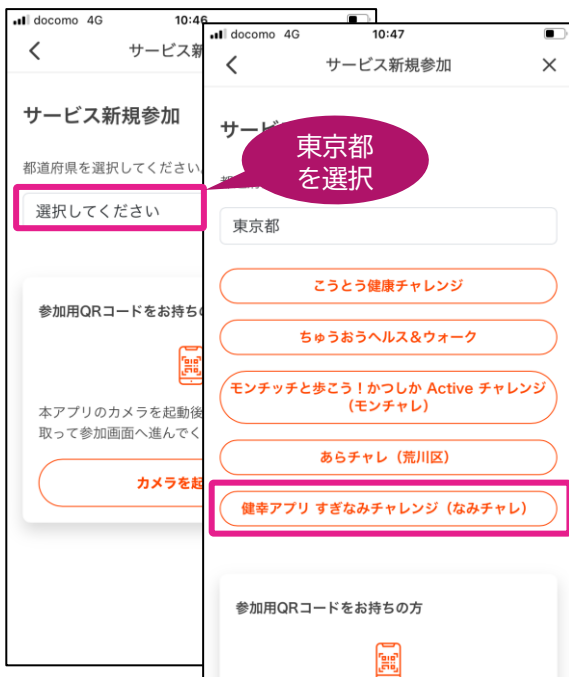 docomo 4G 10:46
サービス新
サービス新規参加
都道府県を選択してください
選択してください
参加用QRコードをお持ち
本アプリのカメラを起動後
取って参加画面へ進んでく
カメラを起
docomo 4G 10:47
サービス新規参加
サー
東京都
を選択
東京都
こうとう健康チャレンジ
ちゅうおうヘルス＆ウォーク
モンチッチと歩こう！かつしか Active チャレンジ
（モンチャレ）
あらチャレ（荒川区）
健幸アプリ すぎなみチャレンジ（なみチャレ）
参加用QRコードをお持ちの方